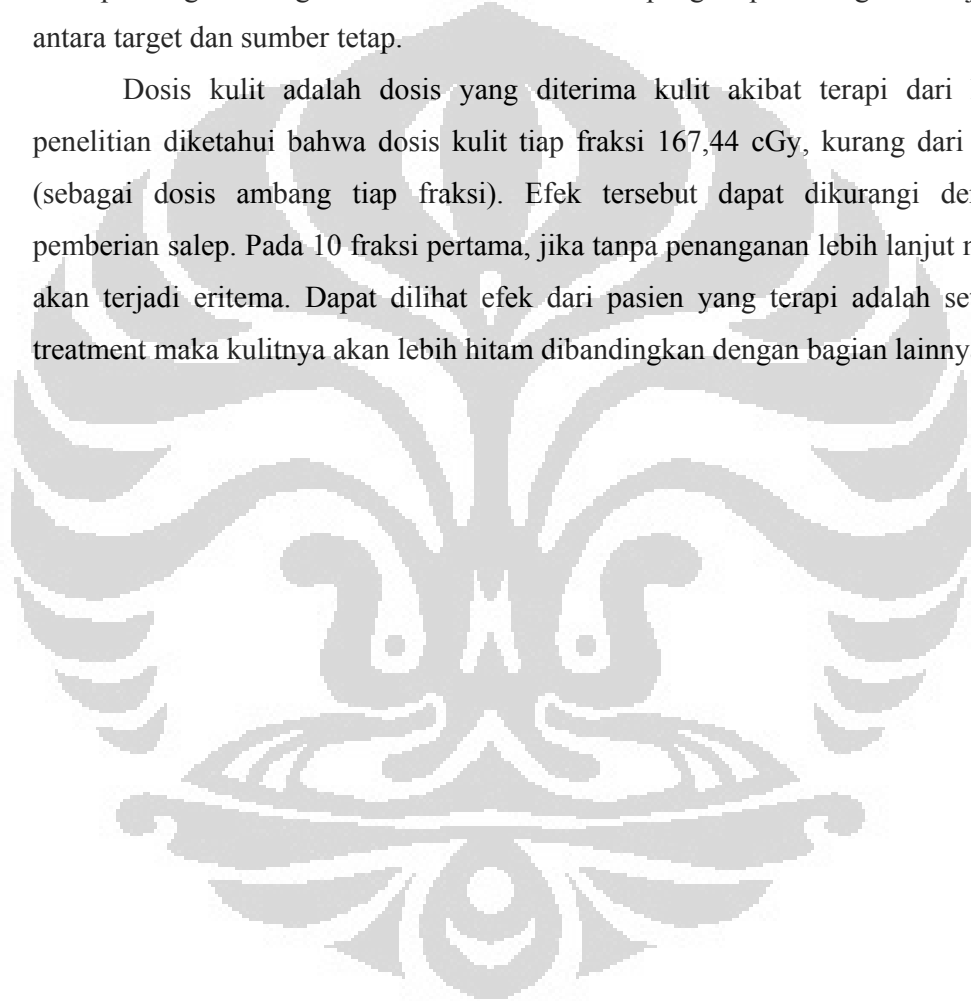 antara target dan sumber tetap.
Dosis kulit adalah dosis yang diterima kulit akibat terapi dari
penelitian diketahui bahwa dosis kulit tiap fraksi 167,44 cGy, kurang dari
(sebagai dosis ambang tiap fraksi). Efek tersebut dapat dikurangi
pemberian salep. Pada 10 fraksi pertama, jika tanpa penanganan lebih lanjut
akan terjadi eritema. Dapat dilihat efek dari pasien yang terapi adalah
treatment maka kulitnya akan lebih hitam dibandingkan dengan bagian